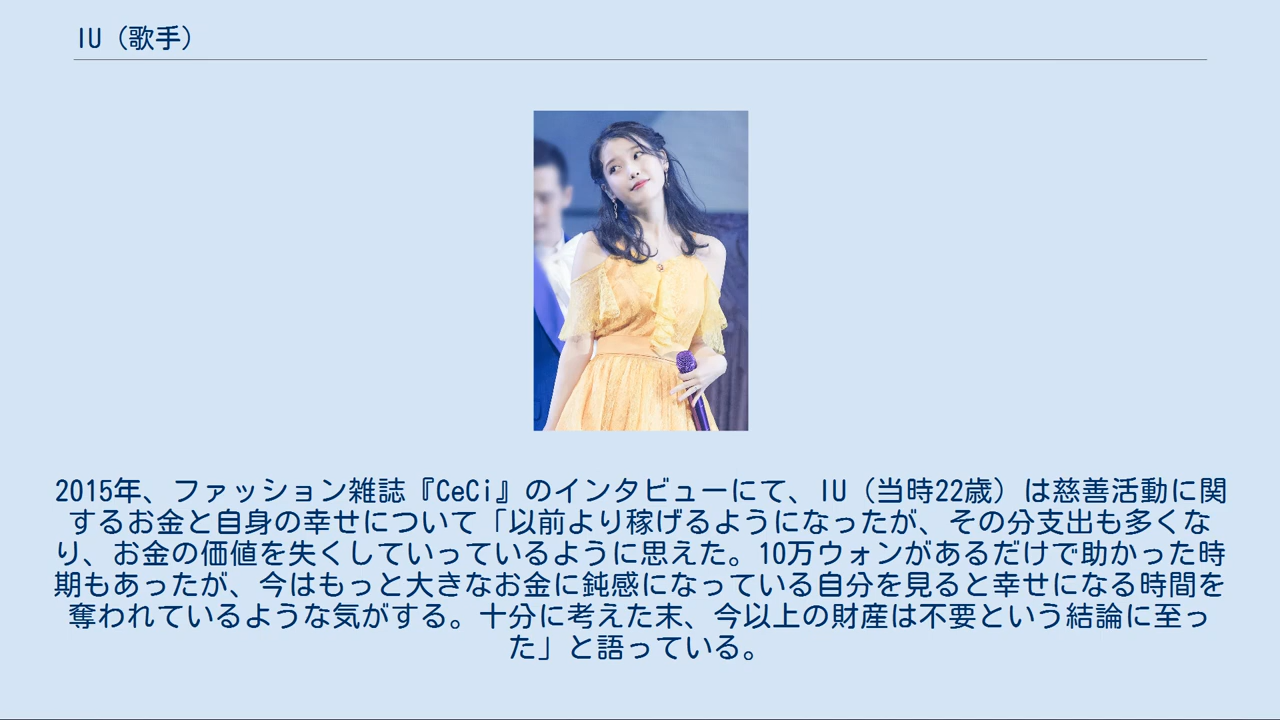 IU（歌手）
2015年、ファッション雑誌『CeCi』のインタビューにて、IU（当時22歳）は慈善活動に関
するお金と自身の幸せについて「以前より稼げるようになったが、その分支出も多くな
り、お金の価値を失くしていっているように思えた。10万ウォンがあるだけで助かった時
期もあったが、今はもっと大きなお金に鈍感になっている自分を見ると幸せになる時間を
奪われているような気がする。十分に考えた末、今以上の財産は不要という結論に至っ
た」と語っている。